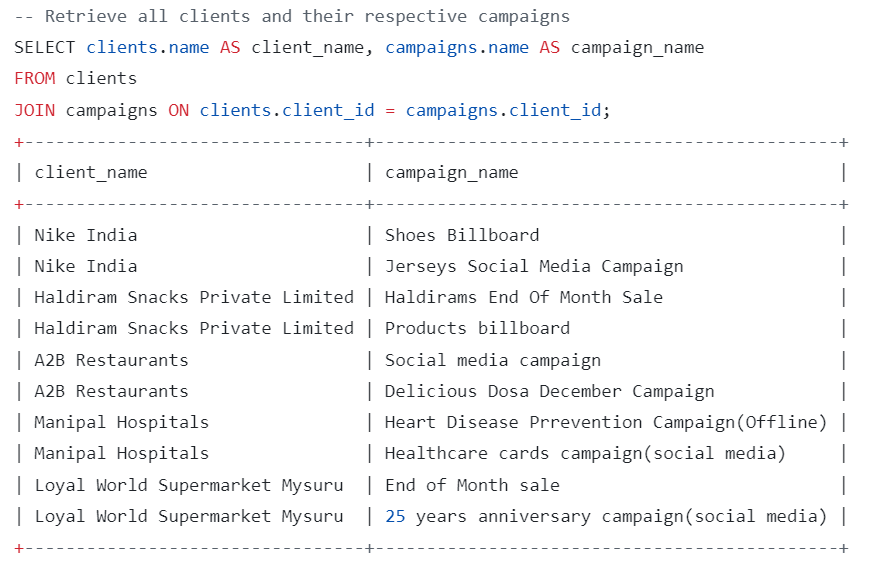 -- Retrieve all clients and their respective campaigns
SELECT clients.name AS client_name, campaigns.name AS campaign_name
FROM clients
JOIN campaigns ON clients.client_id = campaigns.client_id;
+---------------------------------+---------------------------------------------+
| client_name                     | campaign_name                               |
+---------------------------------+---------------------------------------------+
| Nike India                      | Shoes Billboard                             |
| Nike India                      | Jerseys Social Media Campaign               |
| Haldiram Snacks Private Limited | Haldirams End Of Month Sale                 |
| Haldiram Snacks Private Limited | Products billboard                          |
| A2B Restaurants                 | Social media campaign                       |
| A2B Restaurants                 | Delicious Dosa December Campaign            |
| Manipal Hospitals               | Heart Disease Prrevention Campaign(Offline) |
| Manipal Hospitals               | Healthcare cards campaign(social media)     |
| Loyal World Supermarket Mysuru  | End of Month sale                           |
| Loyal World Supermarket Mysuru  | 25 years anniversary campaign(social media) |
+---------------------------------+---------------------------------------------+